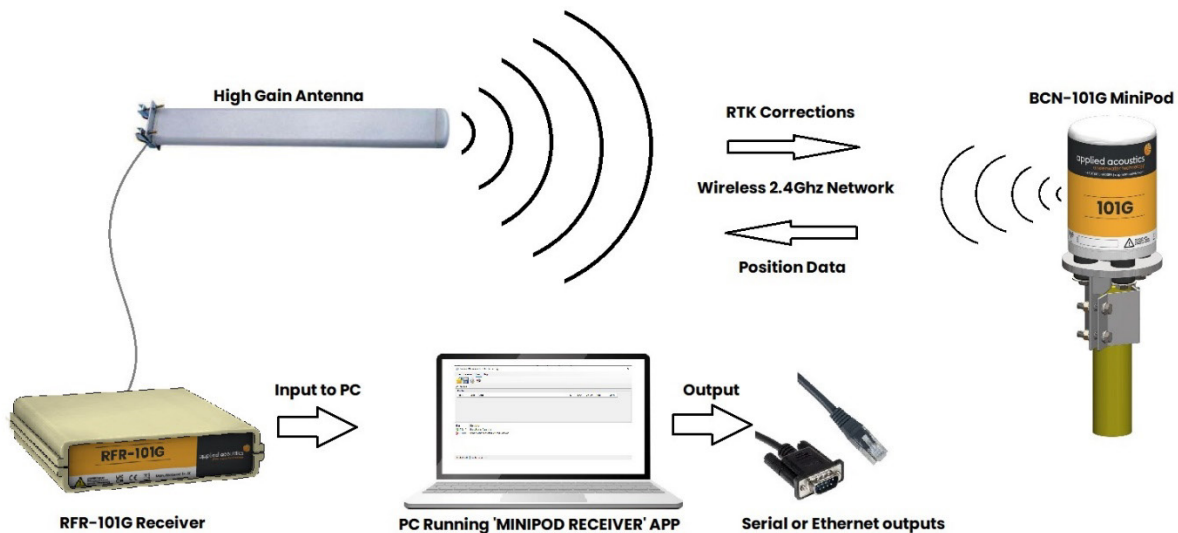 High Gain Antenna
RTK Corrections
Wireless 2.4Ghz Network
Position Data
BCN-101G MiniPod
applied acoustics
101G
Input to PC
Output
RFR-101G
applied acoustics
RFR-101G Receiver
PC Running 'MINIPOD RECEIVER' APP
Serial or Ethernet outputs